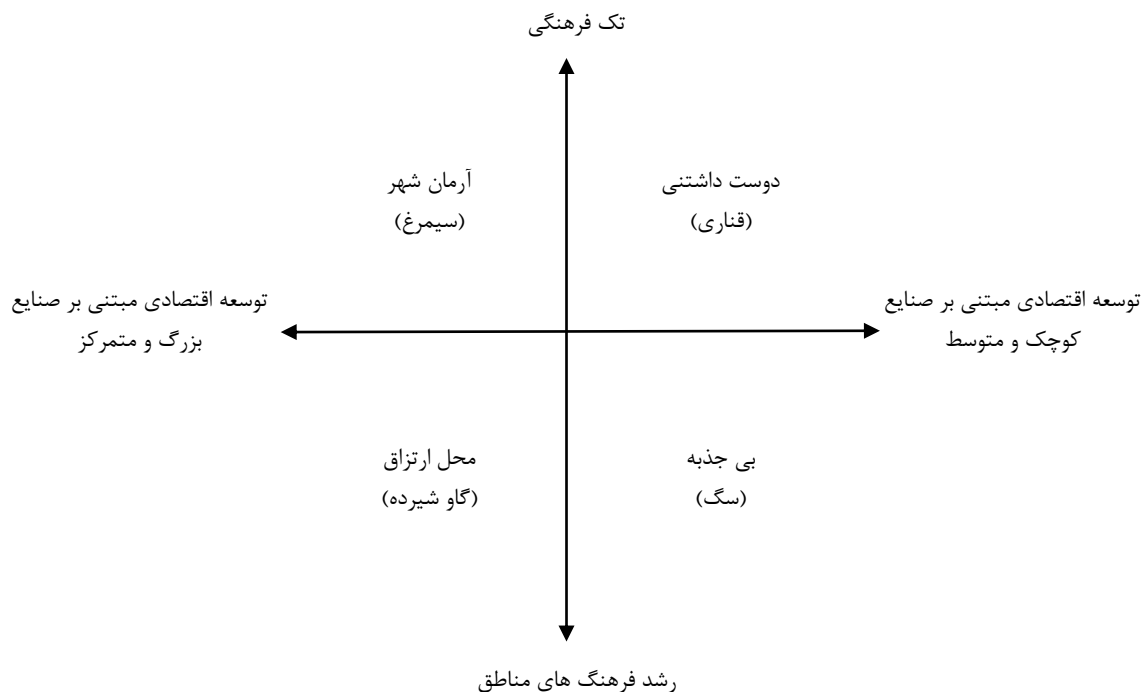 تک فرهنگی
دوست داشتنی
(قناری)
آرمان شهر
(سیمرغ)
توسعه اقتصادی مبتنی بر صنایع
کوچک و متوسط
توسعه اقتصادی مبتنی بر صنایع
بزرگ و متمرکز
بی جذبه
(سگ)
محل ارتزاق
(گاو شیرده)
رشد فرهنگ های مناطق